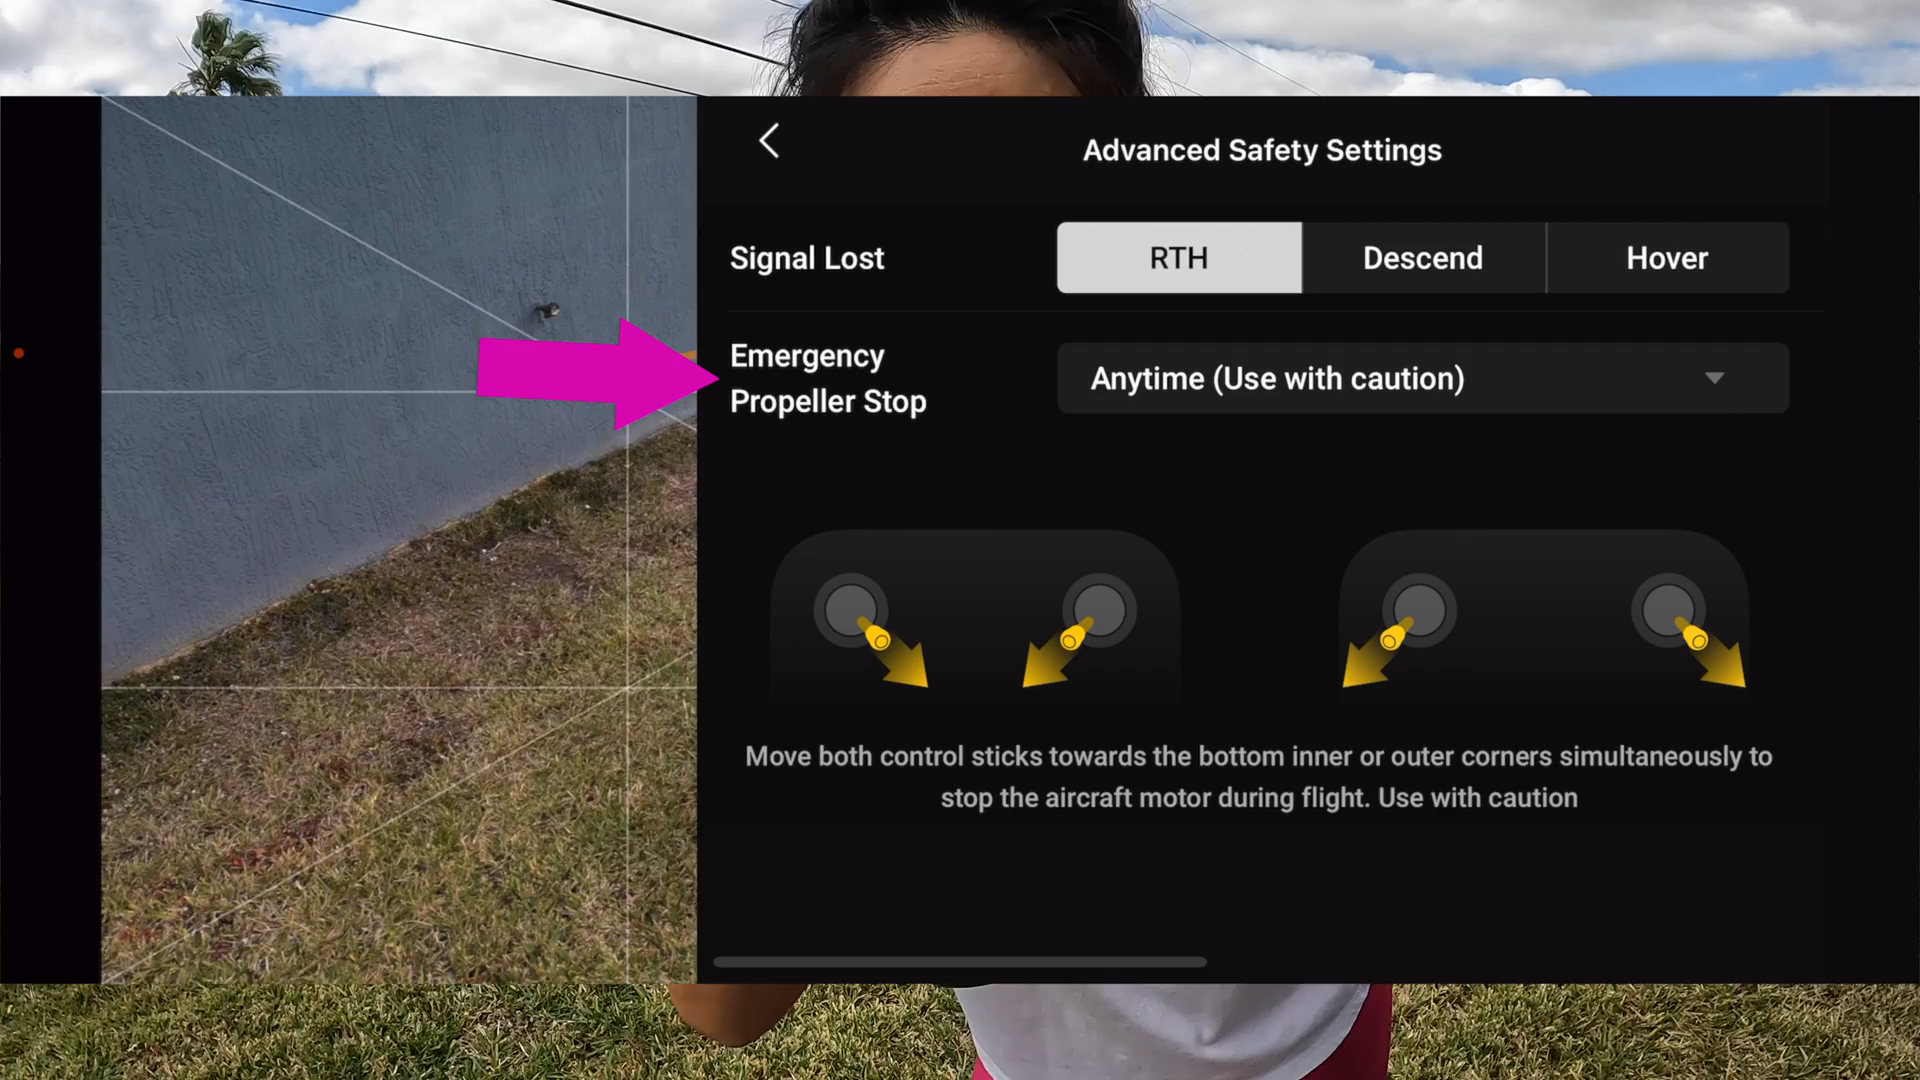 Advanced Safety Settings
Signal Lost
RTH
Descend
Hover
Emergency
Propeller Stop
Anytime (Use with caution)
Move both control sticks towards the bottom inner or outer corners simultaneously to
stop the aircraft motor during flight. Use with caution